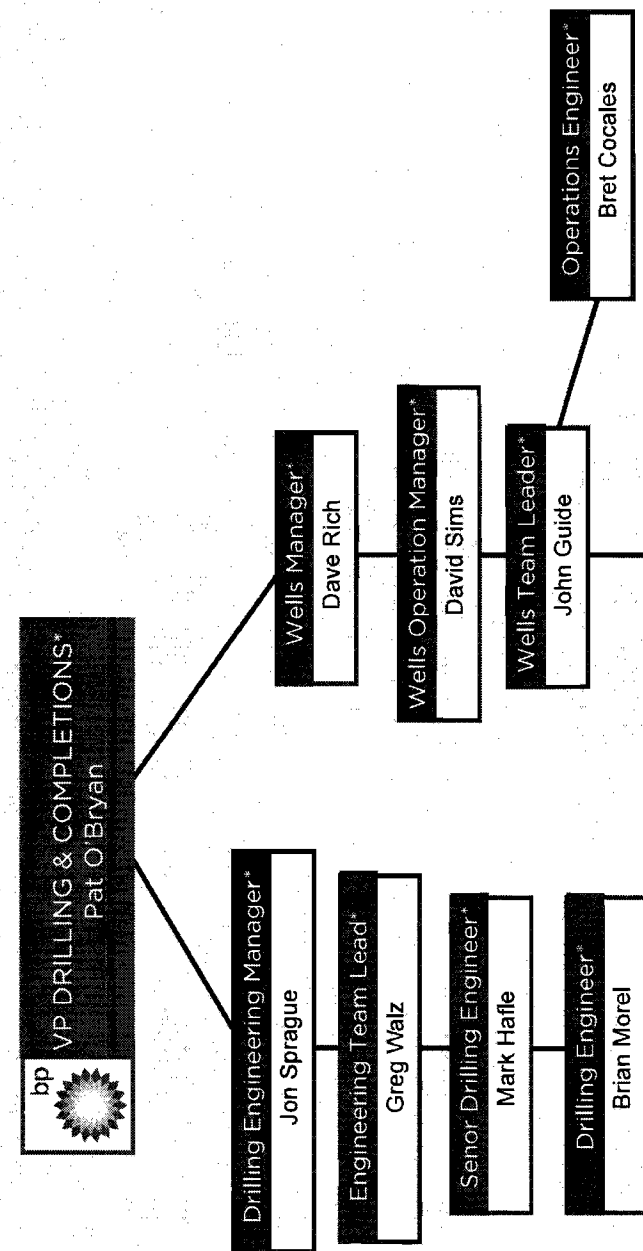 bp
VP DRILLING & COMPLETIONS*
Pat O'Bryan
Drilling Engineering Manager*
Jon Sprague
Engineering Team Lead*
Greg Walz
Senor Drilling Engineer*
Mark Hafle
Drilling Engineer*
Brian Morel
Wells Manager*
Dave Rich
Wells Operation Manager*
David Sims
Wells Team Leader*
John Guide
Operations Engineer*
Bret Cocales